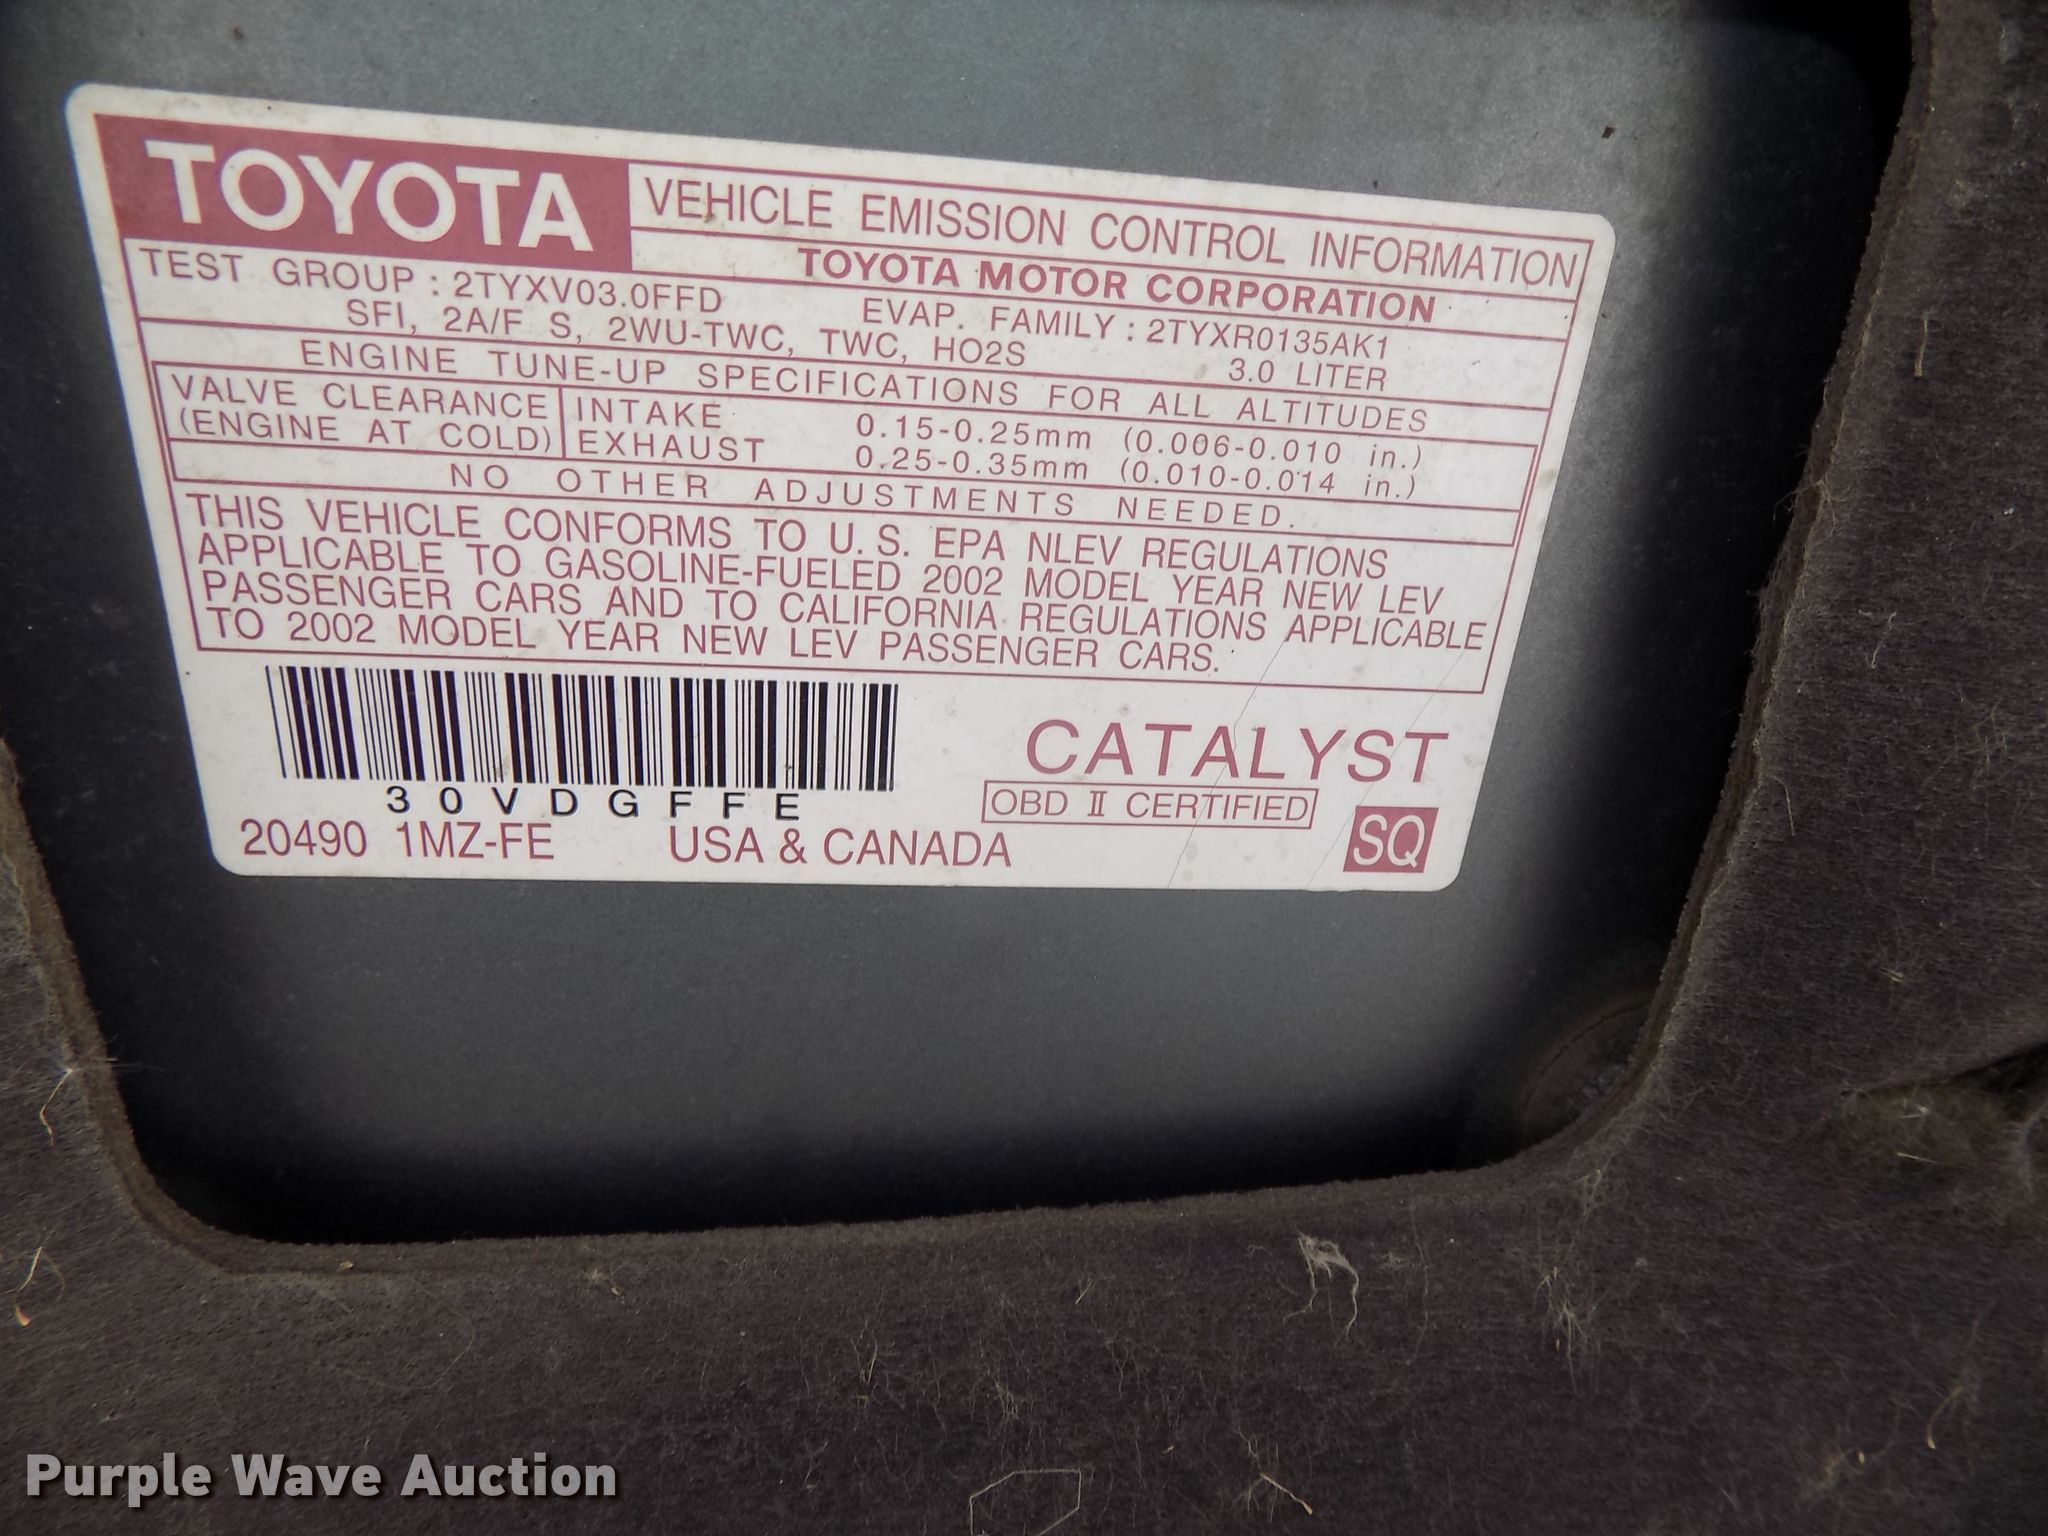 TOYOTA
VEHICLE EMISSION CONTROL INFORMATION
TOYOTA MOTOR CORPORATION
TEST GROUP : 2TYXV03.0FFD EVAP. FAMILY : 2TYXR0135AK1
SFI, 2A/F S, 2WU-TWC, TWC, HO2S 3.0 LITER
ENGINE TUNE-UP SPECIFICATIONS FOR ALL ALTITUDES
VALVE CLEARANCE INTAKE 0.15-0.25mm (0.006-0.010 in.)
(ENGINE AT COLD) EXHAUST 0.25-0.35mm (0.010-0.014 in.)
NO OTHER ADJUSTMENTS NEEDED.
THIS VEHICLE CONFORMS TO U.S. EPA NLEV REGULATIONS
APPLICABLE TO GASOLINE-FUELED 2002 MODEL YEAR NEW LEV
PASSENGER CARS AND TO CALIFORNIA REGULATIONS APPLICABLE
TO 2002 MODEL YEAR NEW LEV PASSENGER CARS.
30VDGFFE
CATALYST
OBD II CERTIFIED
20490 1MZ-FE USA & CANADA
SQ
Purple Wave Auction